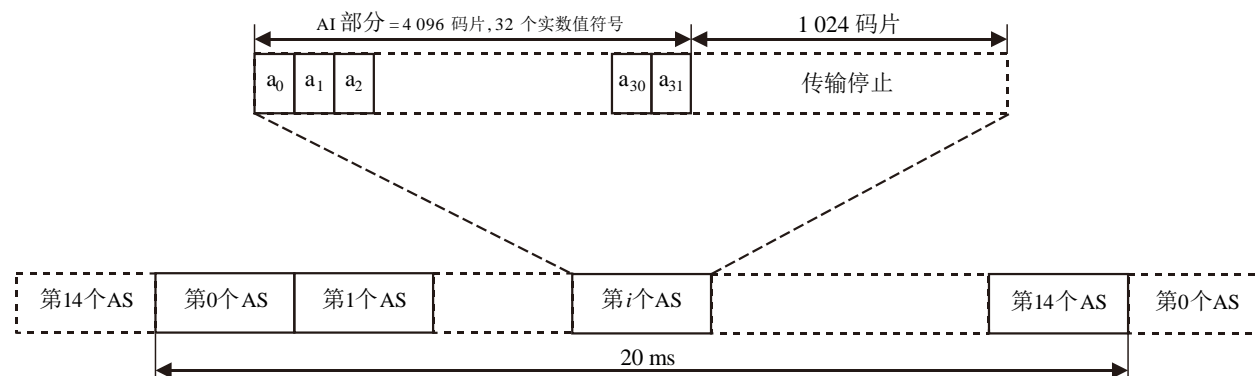 AI 部分 = 4 096 码片, 32 个实数值符号
1 024 码片
a0 a1 a2 a30 a31 传输停止
第14个AS 第0个AS 第1个AS 第i个AS 第14个AS 第0个AS
20 ms